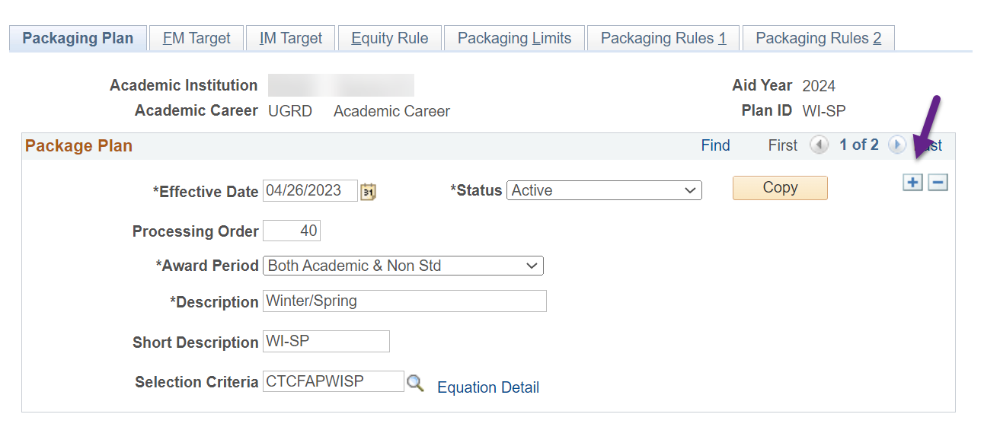 Packaging Plan FM Target IM Target Equity Rule Packaging Limits Packaging Rules 1 Packaging Rules 2
Academic Institution Aid Year 2024
Academic Career UGRD Academic Career Plan ID WI-SP
Package Plan Find First 1 of 2
*Effective Date 04/26/2023 31 *Status Active Copy
Processing Order 40
*Award Period Both Academic & Non Std
*Description Winter/Spring
Short Description WI-SP
Selection Criteria CTCFAPWISP Equation Detail